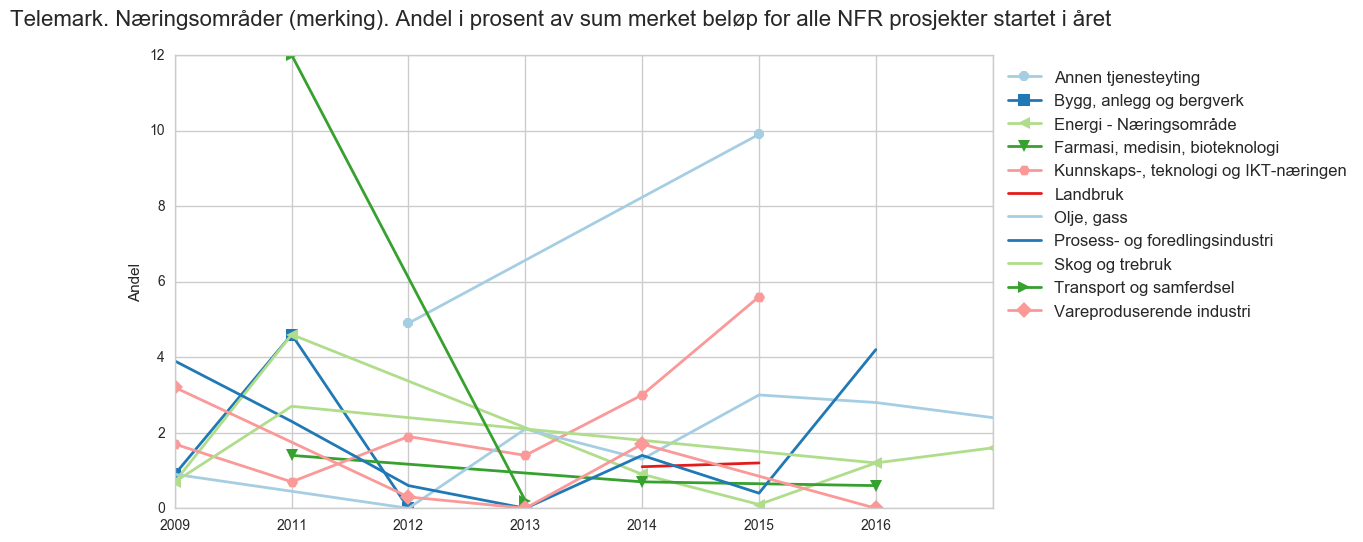 Telemark. Næringsområder (merking). Andel i prosent av sum merket beløp for alle NFR prosjekter startet i året
12
10
8
6
4
2
0
Andel
2009
2011
2012
2013
2014
2015
2016
Annen tjenesteyting
Bygg, anlegg og bergverk
Energi - Næringsområde
Farmasi, medisin, bioteknologi
Kunnskaps-, teknologi og IKT-næringen
Landbruk
Olje, gass
Prosess- og foredlingsindustri
Skog og trebruk
Transport og samferdsel
Vareproduserende industri